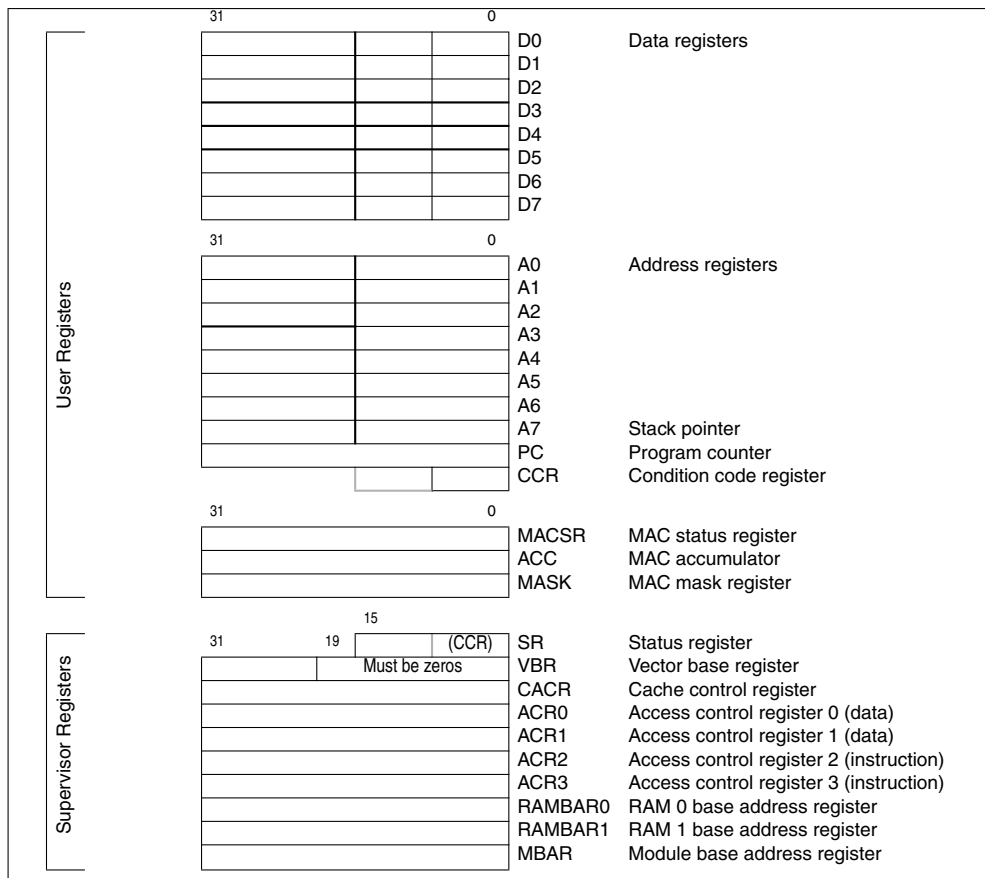 31 0
D0 Data registers
D1
D2
D3
D4
D5
D6
D7
31 0
A0 Address registers
A1
A2
A3
A4
A5
A6
A7 Stack pointer
PC Program counter
CCR Condition code register
31 0
MACSR MAC status register
ACC MAC accumulator
MASK MAC mask register
User Registers
15
31 19 (CCR) SR Status register
Must be zeros VBR Vector base register
CACR Cache control register
ACR0 Access control register 0 (data)
ACR1 Access control register 1 (data)
ACR2 Access control register 2 (instruction)
ACR3 Access control register 3 (instruction)
RAMBAR0 RAM 0 base address register
RAMBAR1 RAM 1 base address register
MBAR Module base address register
Supervisor Registers